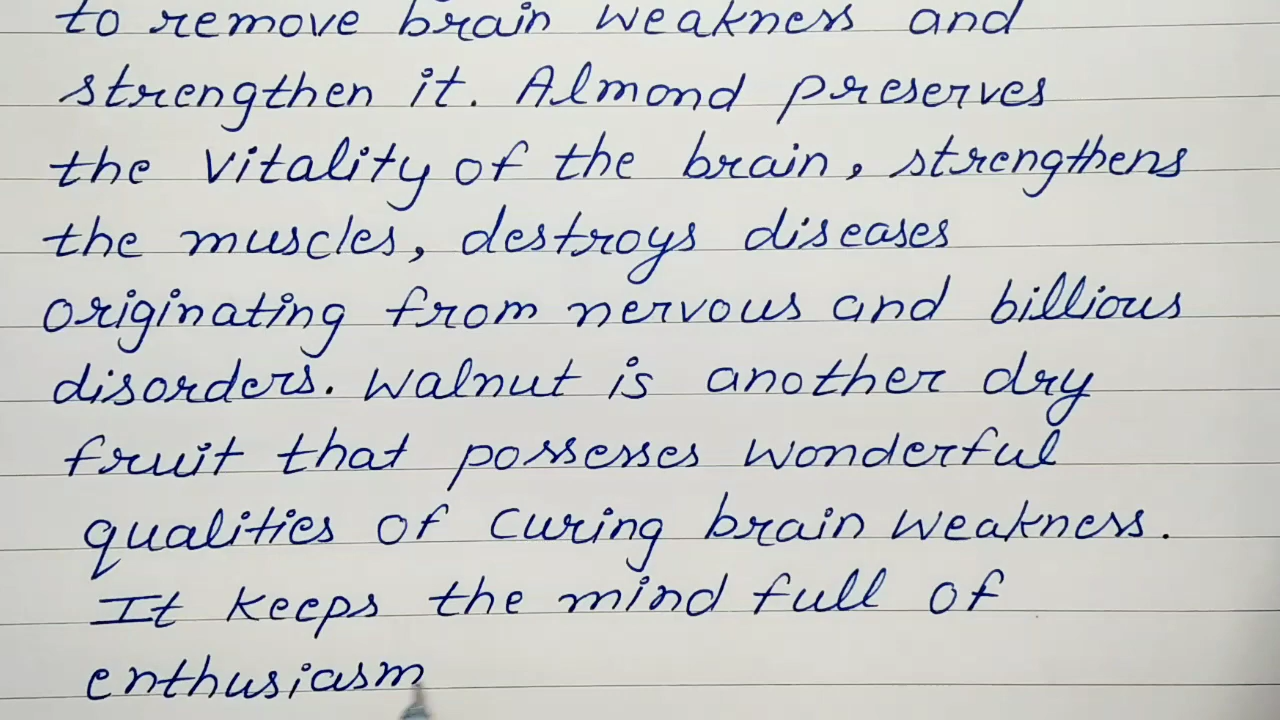 to remove brain weakness and
strengthen it. Almond preserves
the vitality of the brain, strengthens
the muscles, destroys diseases
originating from nervous and billious
disorders. Walnut is another dry
fruit that possesses wonderful
qualities of curing brain weakness.
It keeps the mind full of
enthusiasm